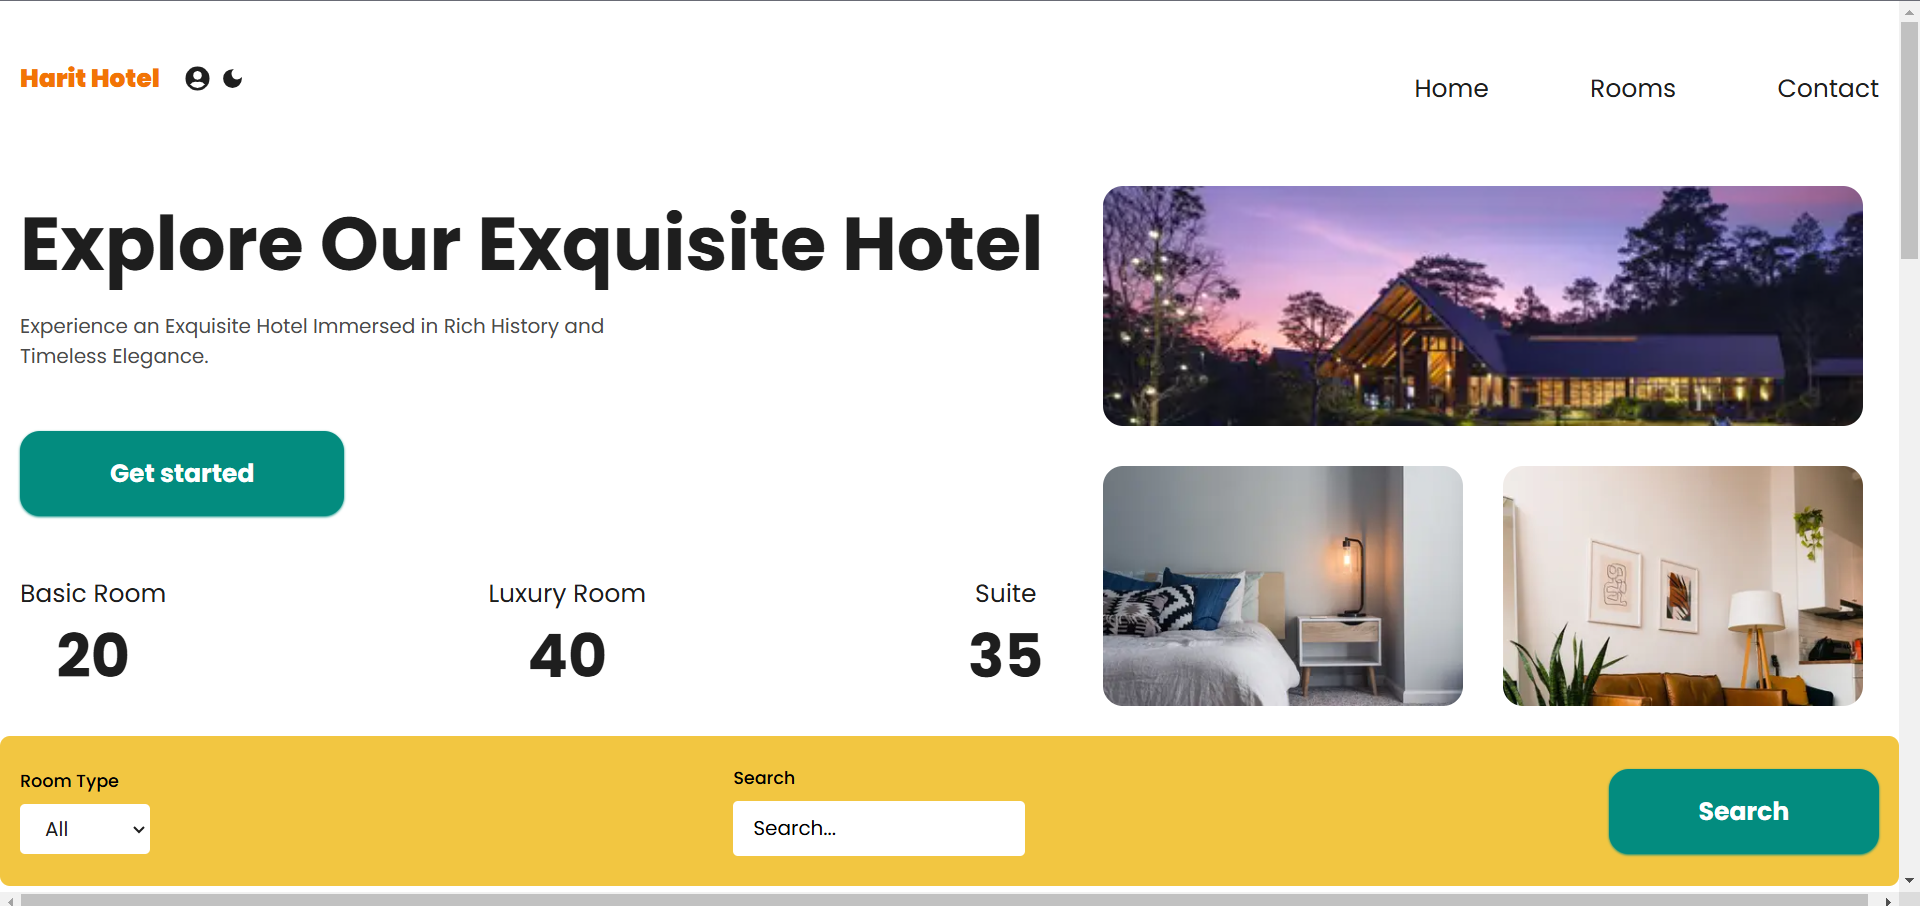 Harit Hotel
Home
Rooms
Contact
Explore Our Exquisite Hotel
Experience an Exquisite Hotel Immersed in Rich History and
Timeless Elegance.
Get started
Basic Room
20
Luxury Room
40
Suite
35
Room Type
All
Search
Search...
Search